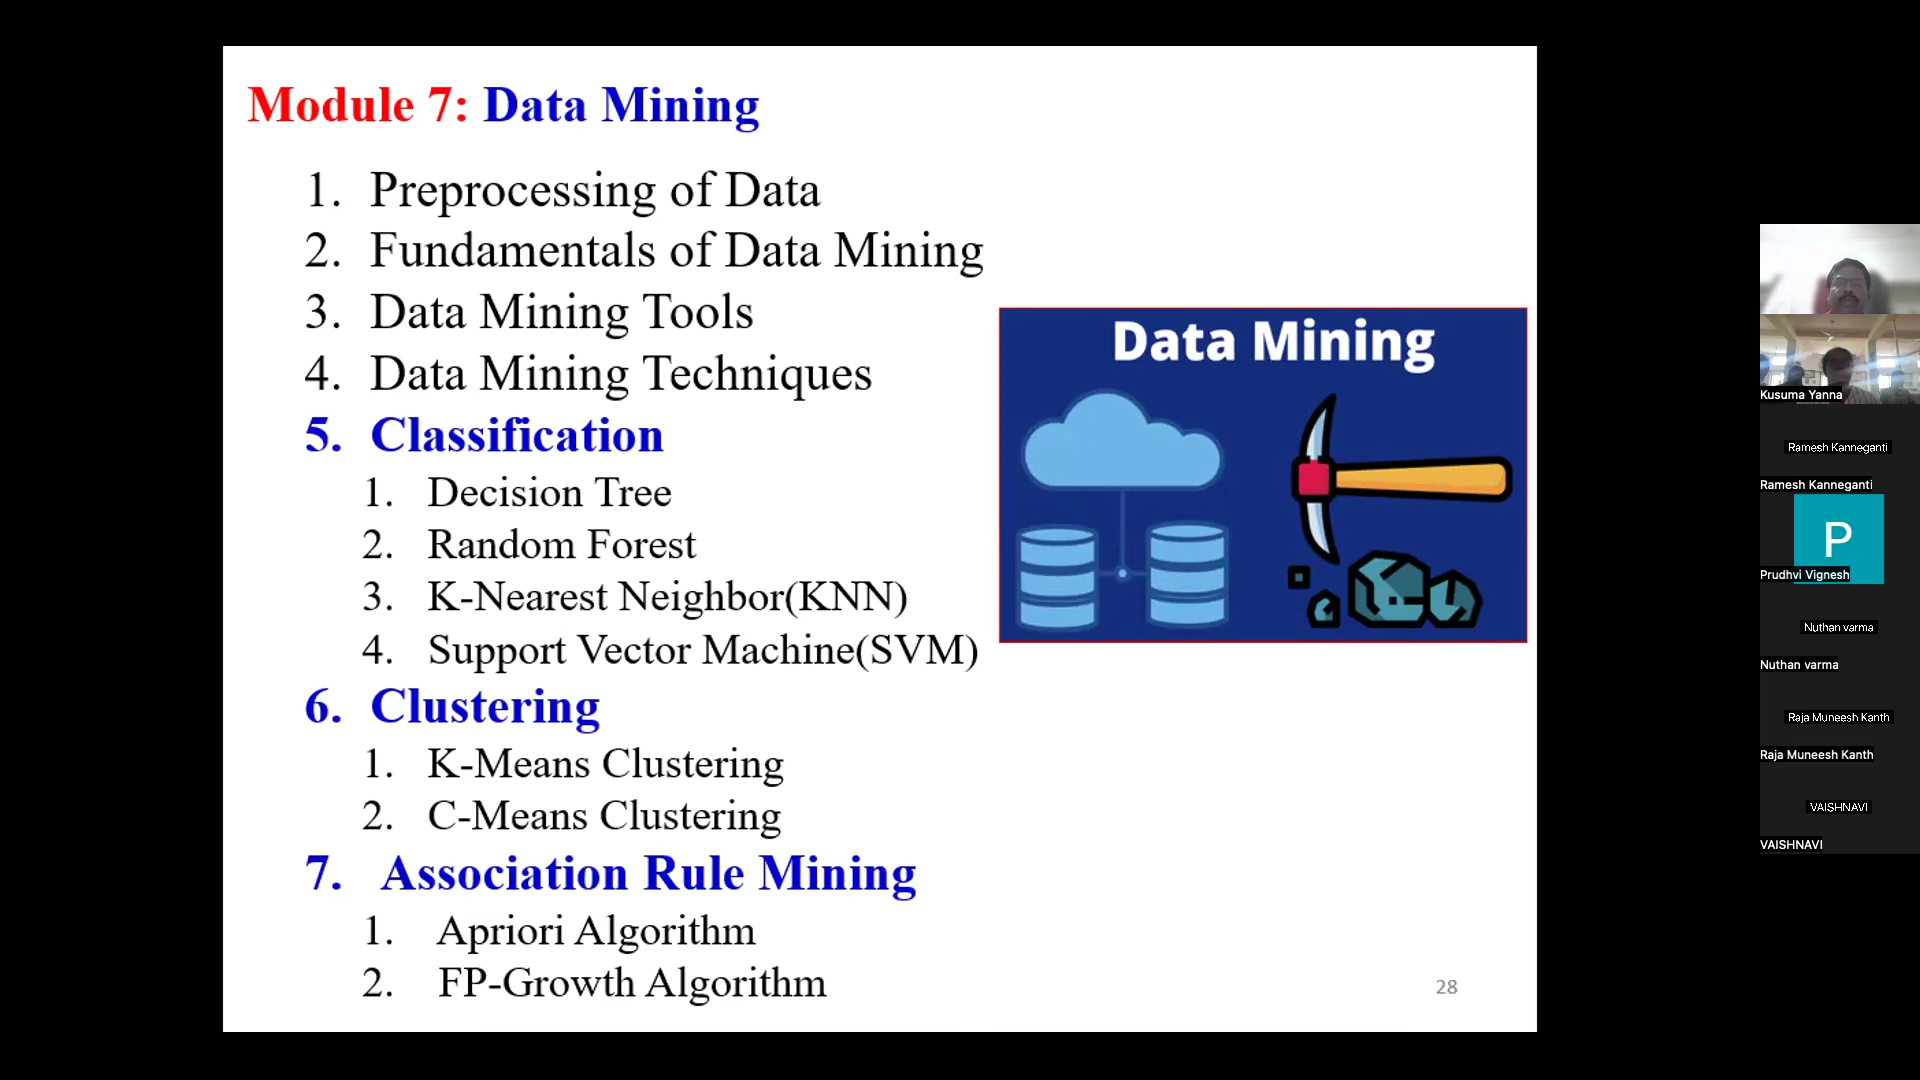 Module 7: Data Mining
1. Preprocessing of Data
2. Fundamentals of Data Mining
3. Data Mining Tools
4. Data Mining Techniques
5. Classification
1. Decision Tree
2. Random Forest
3. K-Nearest Neighbor(KNN)
4. Support Vector Machine(SVM)
6. Clustering
1. K-Means Clustering
2. C-Means Clustering
7. Association Rule Mining
1. Apriori Algorithm
2. FP-Growth Algorithm
Data Mining
28
Kusuma Yanna
Ramesh Kanneganti
Ramesh Kanneganti
P
Prudhvi Vignesh
Nuthan varma
Nuthan varma
Raja Muneesh Kanth
Raja Muneesh Kanth
VAISHNAVI
VAISHNAVI